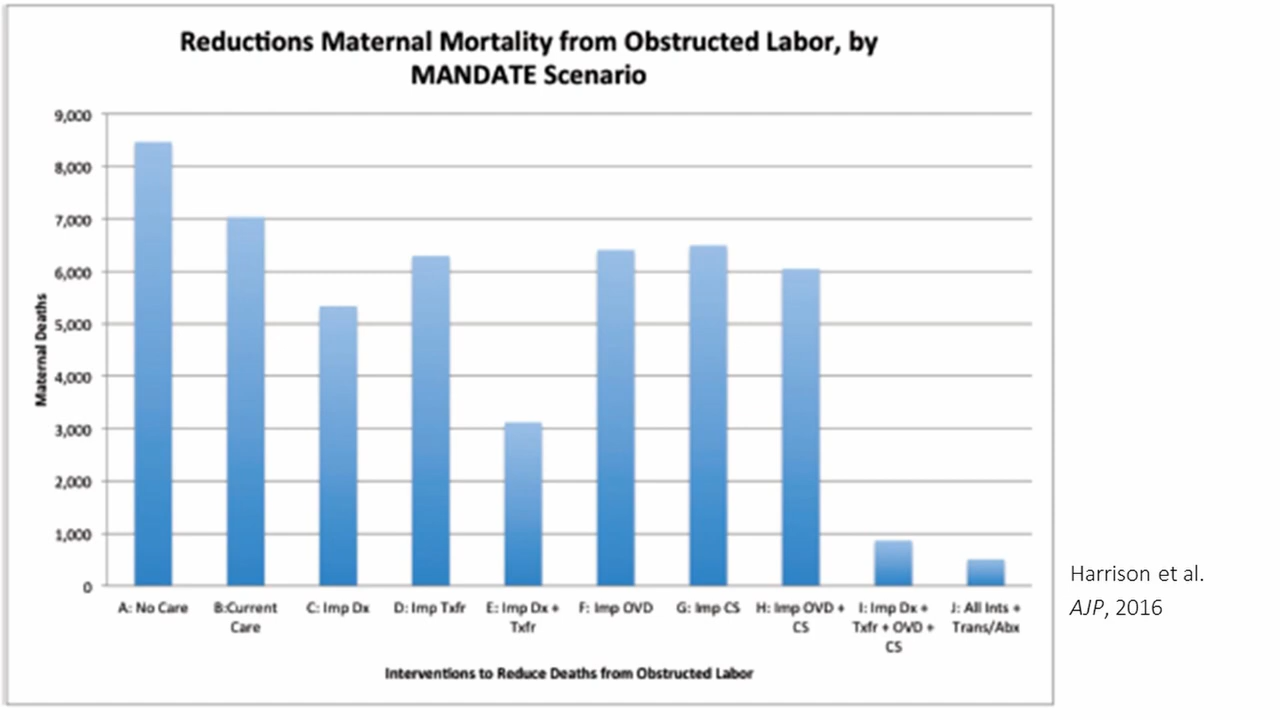 Reductions Maternal Mortality from Obstructed Labor, by
MANDATE Scenario
9,000
8,000
7,000
6,000
5,000
4,000
3,000
2,000
1,000
0
Maternal Deaths
A: No Care
B:Current
Care
C: Imp Dx
D: Imp Txfr
E: Imp Dx +
Txfr
F: Imp OVD
G: Imp CS
H: Imp OVD +
CS
I: Imp Dx +
Txfr + OVD +
CS
J: All Ints +
Trans/Abx
Interventions to Reduce Deaths from Obstructed Labor
Harrison et al.
AJP, 2016